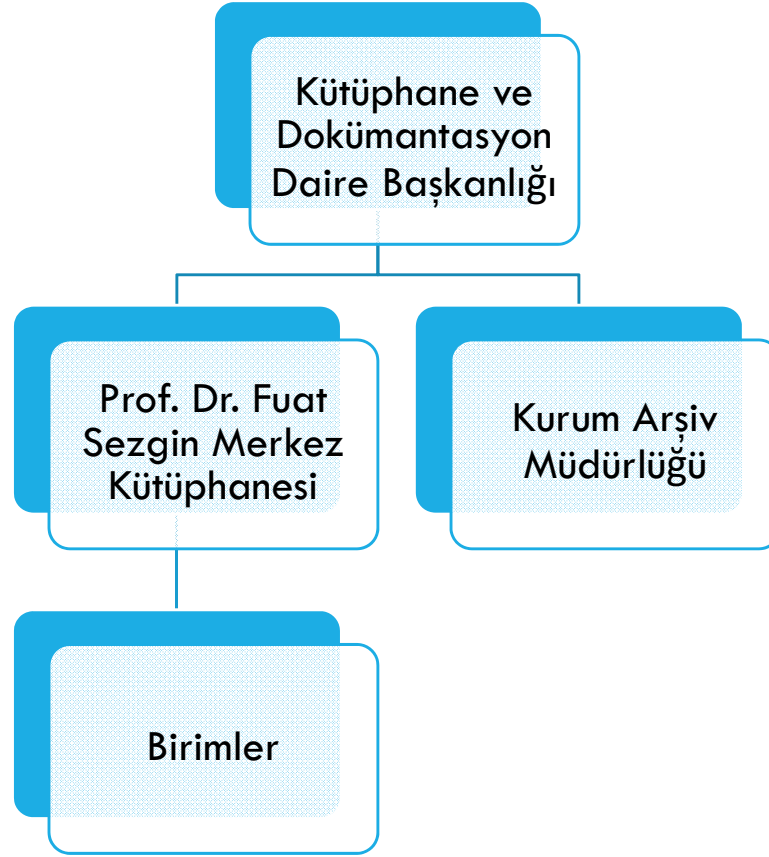 Kütüphane ve
Dokümantasyon
Daire Başkanlığı
Prof. Dr. Fuat
Sezgin Merkez
Kütüphanesi
Kurum Arşiv
Müdürlüğü
Birimler